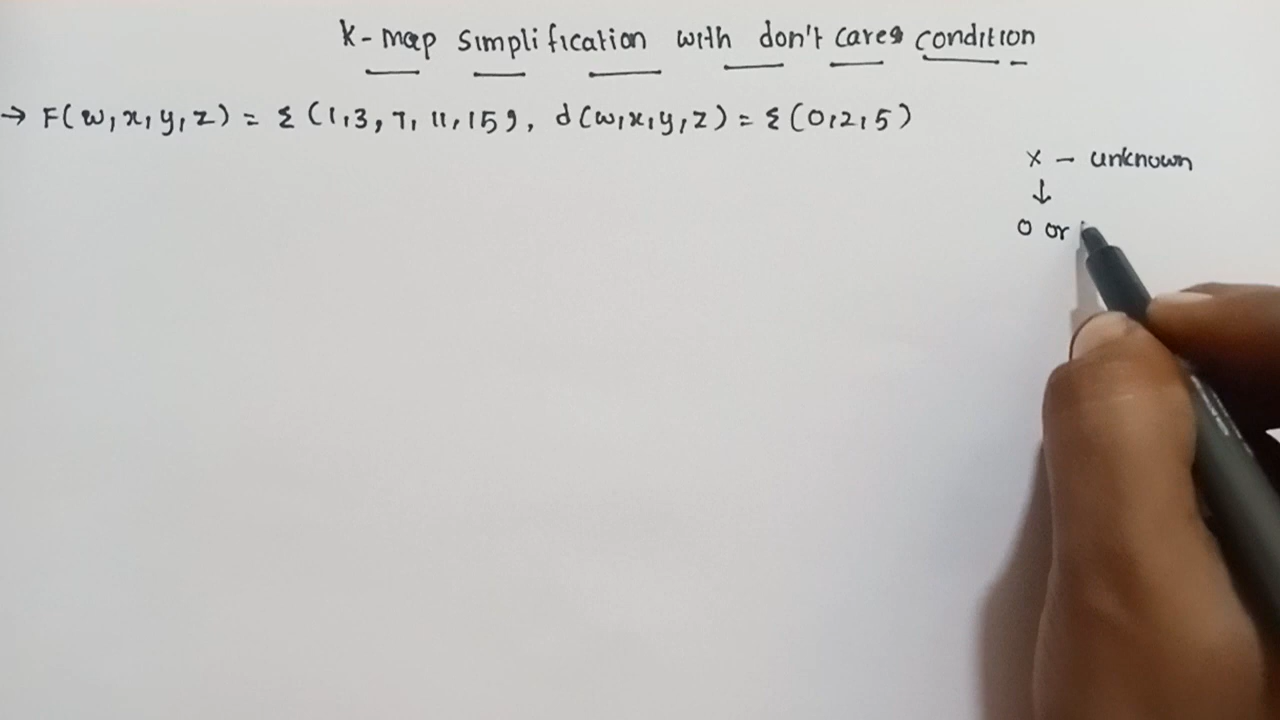 K-map simplification with don't cares condition
→ F(w,x,y,z) = Σ (1,3,7,11,15), d(w,x,y,z) = Σ (0,2,5)
x - unknown
↓
0 or